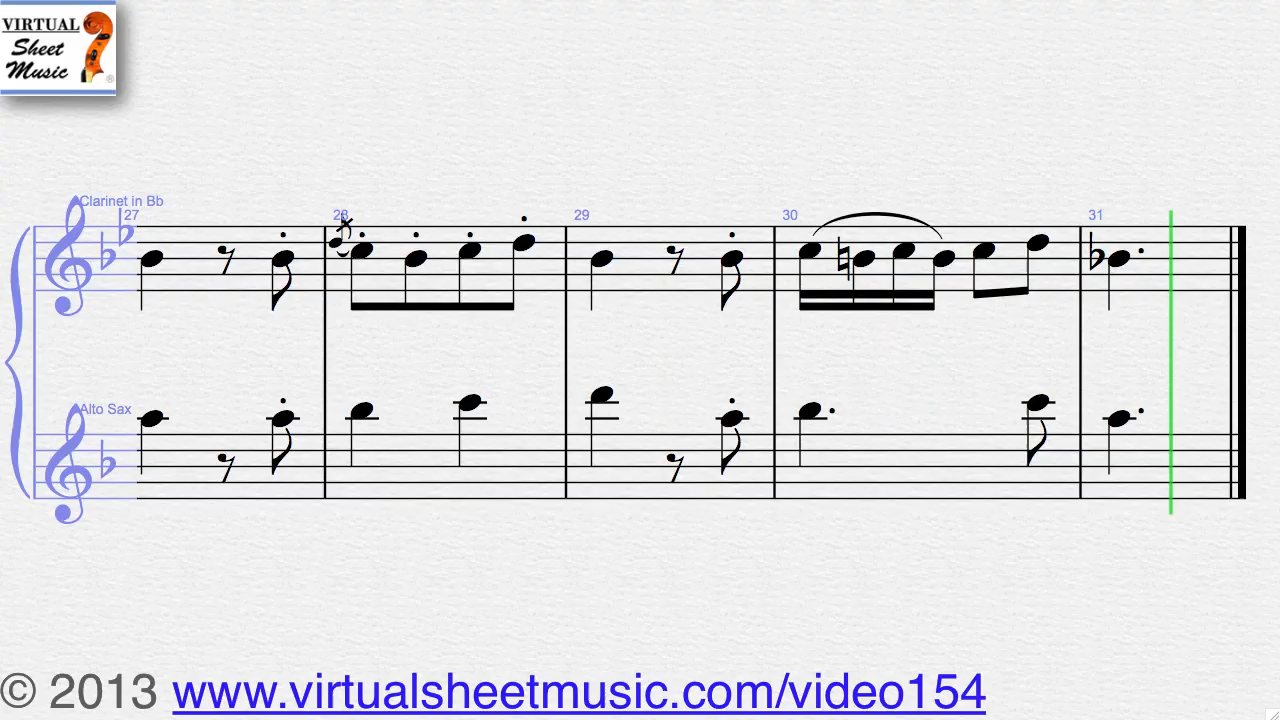 VIRTUAL
Sheet
Music ®
Clarinet in Bb
27 28 29 30 31
Alto Sax
© 2013 www.virtualsheetmusic.com/video154